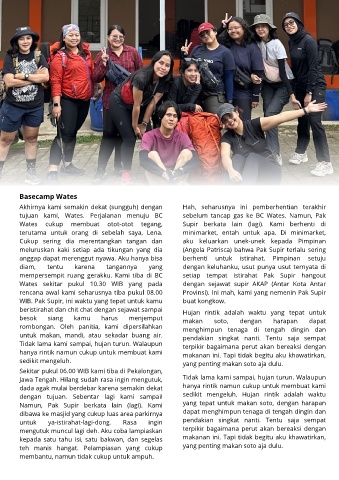 Basecamp Wates
Akhirnya kami semakin dekat (sungguh) dengan
tujuan kami, Wates. Perjalanan menuju BC
Wates cukup membuat otot-otot tegang,
terutama untuk orang di sebelah saya, Lena.
Cukup sering dia merentangkan tangan dan
meluruskan kaki setiap ada tikungan yang dia
anggap dapat merenggut nyawa. Aku hanya bisa
diam, tentu karena tangannya yang
mempersempit ruang gerakku. Kami tiba di BC
Wates sekitar pukul 10.30 WIB yang pada
rencana awal kami seharusnya tiba pukul 08.00
WIB. Pak Supir, ini waktu yang tepat untuk kamu
beristirahat dan chit chat dengan sejawat sampai
besok siang kamu harus menjemput
rombongan. Oleh panitia, kami dipersilahkan
untuk makan, mandi, atau sekadar buang air.
Tidak lama kami sampai, hujan turun. Walaupun
hanya rintik namun cukup untuk membuat kami
sedikit mengeluh.
Sekitar pukul 06.00 WIB kami tiba di Pekalongan,
Jawa Tengah. Hilang sudah rasa ingin mengutuk,
dada agak mulai berdebar karena semakin dekat
dengan tujuan. Sebentar lagi kami sampai!
Namun, Pak Supir berkata lain (lagi). Kami
dibawa ke masjid yang cukup luas area parkirnya
untuk ya-istirahat-lagi-dong. Rasa ingin
mengutuk muncul lagi deh. Aku coba lampiaskan
kepada satu tahu isi, satu bakwan, dan segelas
teh manis hangat. Pelampiasan yang cukup
membantu, namun tidak cukup untuk ampuh.
Hah, seharusnya ini pemberhentian terakhir
sebelum tancap gas ke BC Wates. Namun, Pak
Supir berkata lain (lagi). Kami berhenti di
minimarket, entah untuk apa. Di minimarket,
aku keluarkan unek-unek kepada Pimpinan
(Angela Patrisca) bahwa Pak Supir terlalu sering
berhenti untuk istirahat. Pimpinan setuju
dengan keluhanku, usut punya usut ternyata di
setiap tempat istirahat Pak Supir hangout
dengan sejawat supir AKAP (Antar Kota Antar
Provinsi). Ini mah, kami yang nemenin Pak Supir
buat kongkow.
Hujan rintik adalah waktu yang tepat untuk
makan soto, dengan harapan dapat
menghimpun tenaga di tengah dingin dan
pendakian singkat nanti. Tentu saja sempat
terpikir bagaimana perut akan bereaksi dengan
makanan ini. Tapi tidak begitu aku khawatirkan,
yang penting makan soto aja dulu.
Tidak lama kami sampai, hujan turun. Walaupun
hanya rintik namun cukup untuk membuat kami
sedikit mengeluh. Hujan rintik adalah waktu
yang tepat untuk makan soto, dengan harapan
dapat menghimpun tenaga di tengah dingin dan
pendakian singkat nanti. Tentu saja sempat
terpikir bagaimana perut akan bereaksi dengan
makanan ini. Tapi tidak begitu aku khawatirkan,
yang penting makan soto aja dulu.